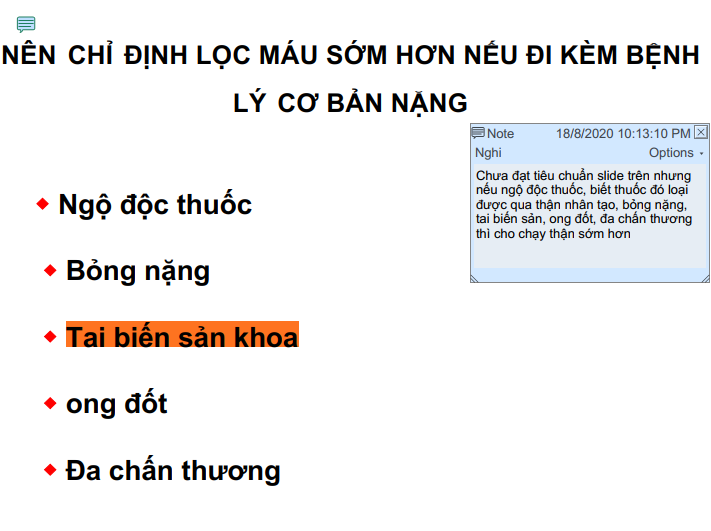 NÊN CHỈ ĐỊNH LỌC MÁU SỚM HƠN NẾU ĐI KÈM BỆNH
LÝ CƠ BẢN NẶNG
Note 18/8/2020 10:13:10 PM
Nghi Options
Chưa đạt tiêu chuẩn slide trên nhưng
nếu ngộ độc thuốc, biết thuốc đó loại
được qua thận nhân tạo, bỏng nặng,
tai biến sản, ong đốt, đa chấn thương
thì cho chạy thận sớm hơn
Ngộ độc thuốc
Bỏng nặng
Tai biến sản khoa
ong đốt
Đa chấn thương